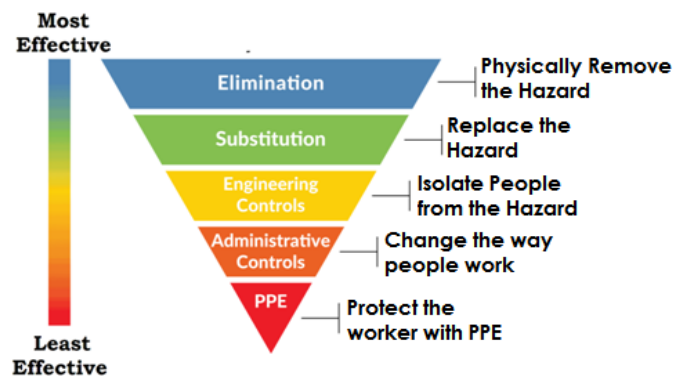 Most
Effective
Elimination
Physically Remove
the Hazard
Substitution
Replace the
Hazard
Engineering
Controls
Isolate People
from the Hazard
Administrative
Controls
Change the way
people work
PPE
Protect the
worker with PPE
Least
Effective